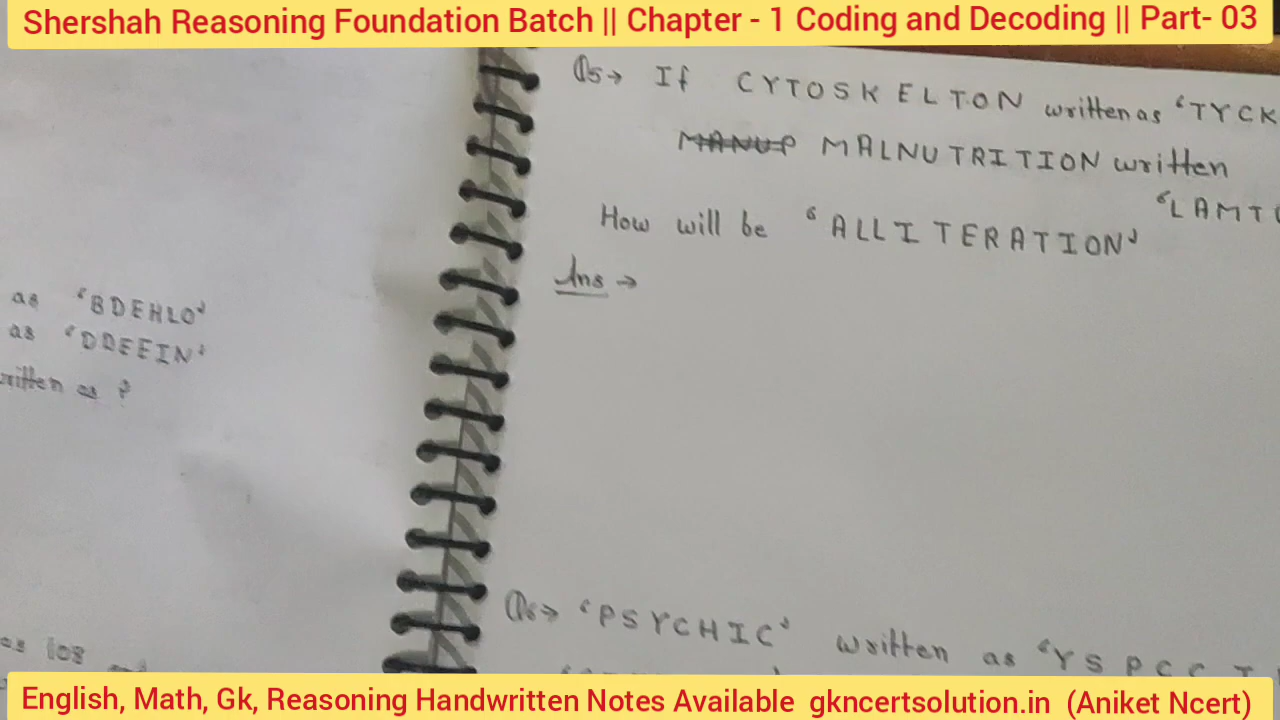 Shershah Reasoning Foundation Batch || Chapter - 1 Coding and Decoding || Part- 03
as 'BDEHLO'
as 'DDEEIN'
written as ?
as
Q5→ If CYTOSKELTON written as 'TYCK
MALNUTRITION written
'LAMT
How will be 'ALLITERATION'
Ans →
Q6→ 'PSYCHIC' written as 'YSPCC
English, Math, Gk, Reasoning Handwritten Notes Available gkncertsolution.in (Aniket Ncert)